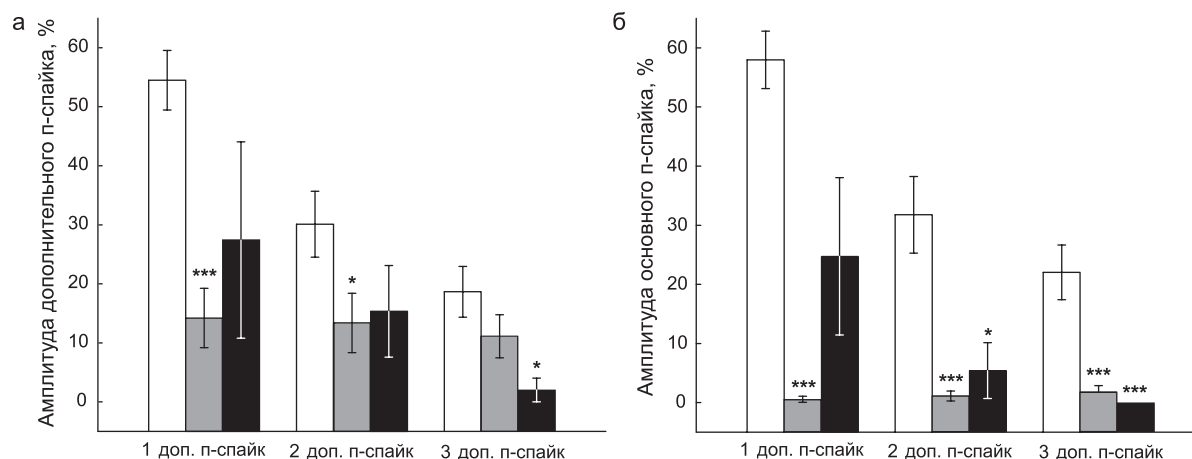 а
Амплитуда дополнительного п-спайка, %
60
50
40
30
20
10
0
***
*
*
1 доп. п-спайк
2 доп. п-спайк
3 доп. п-спайк
б
Амплитуда основного п-спайка, %
60
50
40
30
20
10
0
***
***
*
***
***
1 доп. п-спайк
2 доп. п-спайк
3 доп. п-спайк